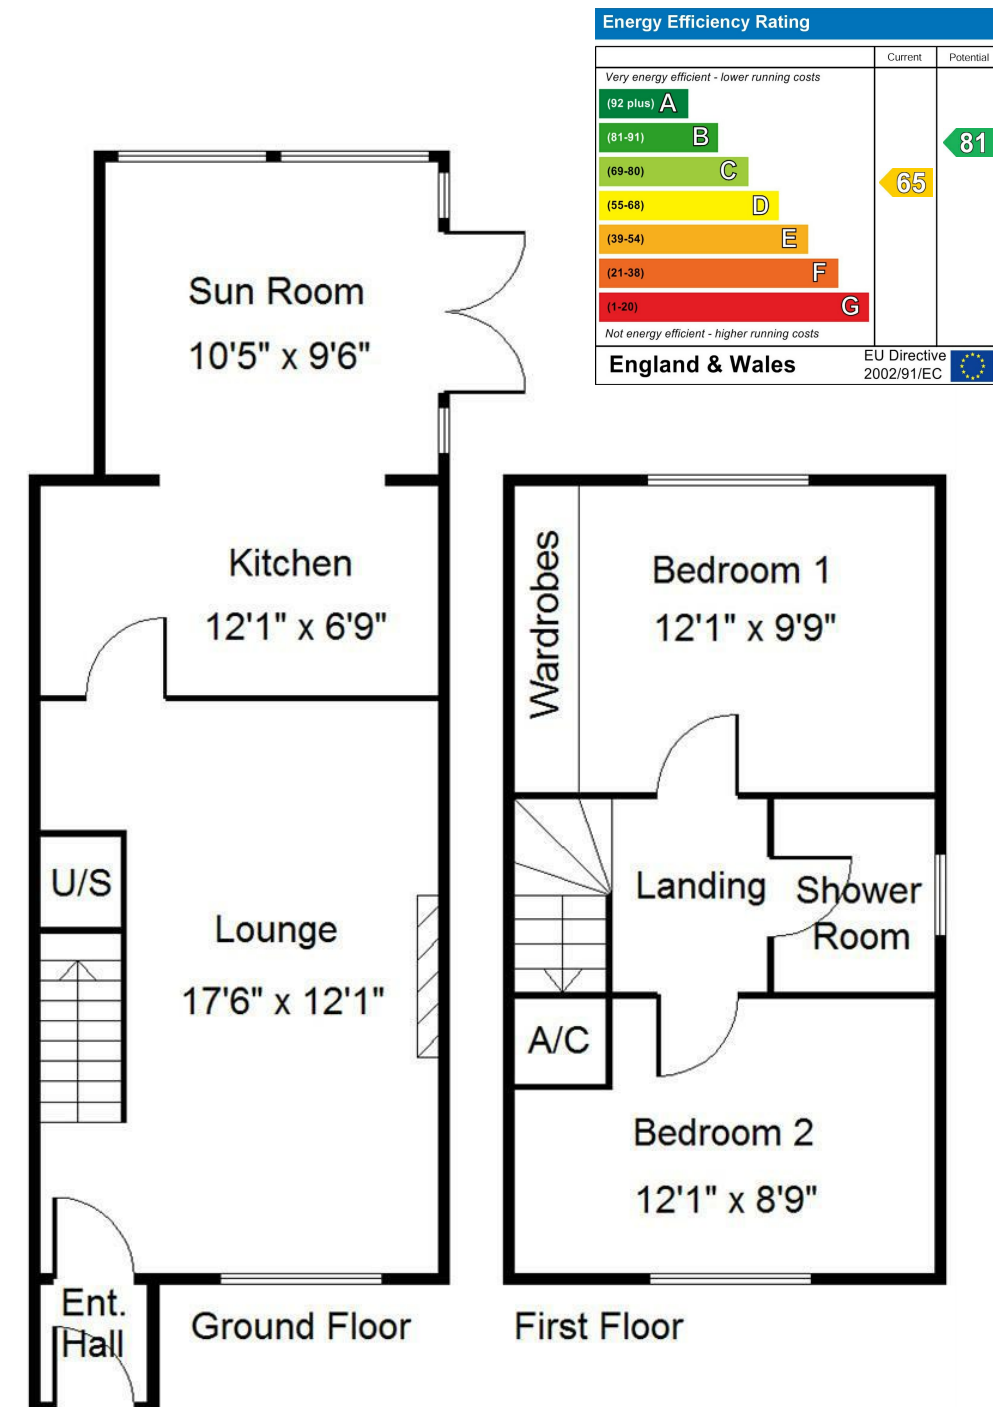 Energy Efficiency Rating
Current
Potential
Very energy efficient - lower running costs
(92 plus) A
(81-91) B
(69-80) C
(55-68) D
(39-54) E
(21-38) F
(1-20) G
65
81
Not energy efficient - higher running costs
England & Wales
EU Directive
2002/91/EC
Sun Room
10'5" x 9'6"
Kitchen
12'1" x 6'9"
U/S
Lounge
17'6" x 12'1"
Ent.
Hall
Ground Floor
Wardrobes
Bedroom 1
12'1" x 9'9"
Landing
Shower
Room
A/C
Bedroom 2
12'1" x 8'9"
First Floor